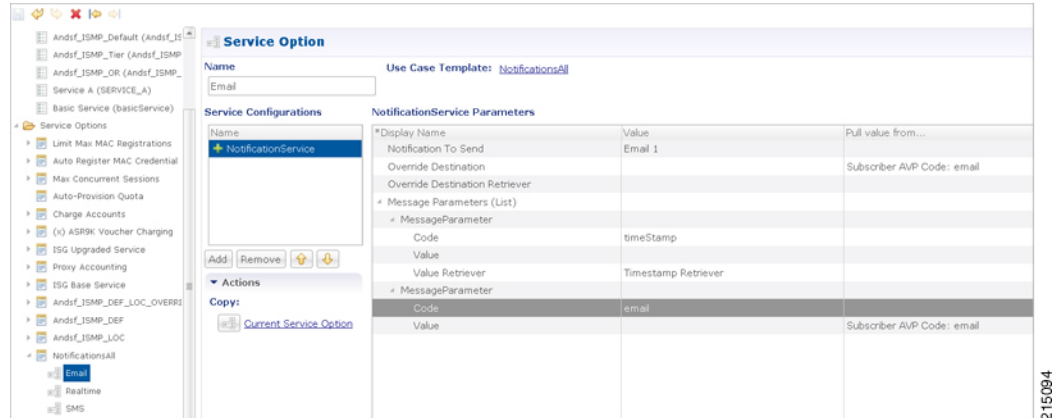 Andsf_ISMP_Default (Andsf_IS
Andsf_ISMP_Tier (Andsf_ISMP
Andsf_ISMP_OR (Andsf_ISMP_
Service A (SERVICE_A)
Basic Service (basicService)
Service Options
Limit Max MAC Registrations
Auto Register MAC Credential
Max Concurrent Sessions
Auto-Provision Quota
Charge Accounts
(x) ASR9K Voucher Charging
ISG Upgraded Service
Proxy Accounting
ISG Base Service
Andsf_ISMP_DEF_LOC_OVERRI
Andsf_ISMP_DEF
Andsf_ISMP_LOC
NotificationsAll
Email
Realtime
SMS
Service Option
Name
Use Case Template: NotificationsAll
Email
Service Configurations
Name
NotificationService
Add Remove
Actions
Copy:
Current Service Option
NotificationService Parameters
*Display Name Value Pull value from...
Notification To Send Email 1
Override Destination Subscriber AVP Code: email
Override Destination Retriever
Message Parameters (List)
MessageParameter
Code timeStamp
Value
Value Retriever Timestamp Retriever
MessageParameter
Code email
Value Subscriber AVP Code: email
215094